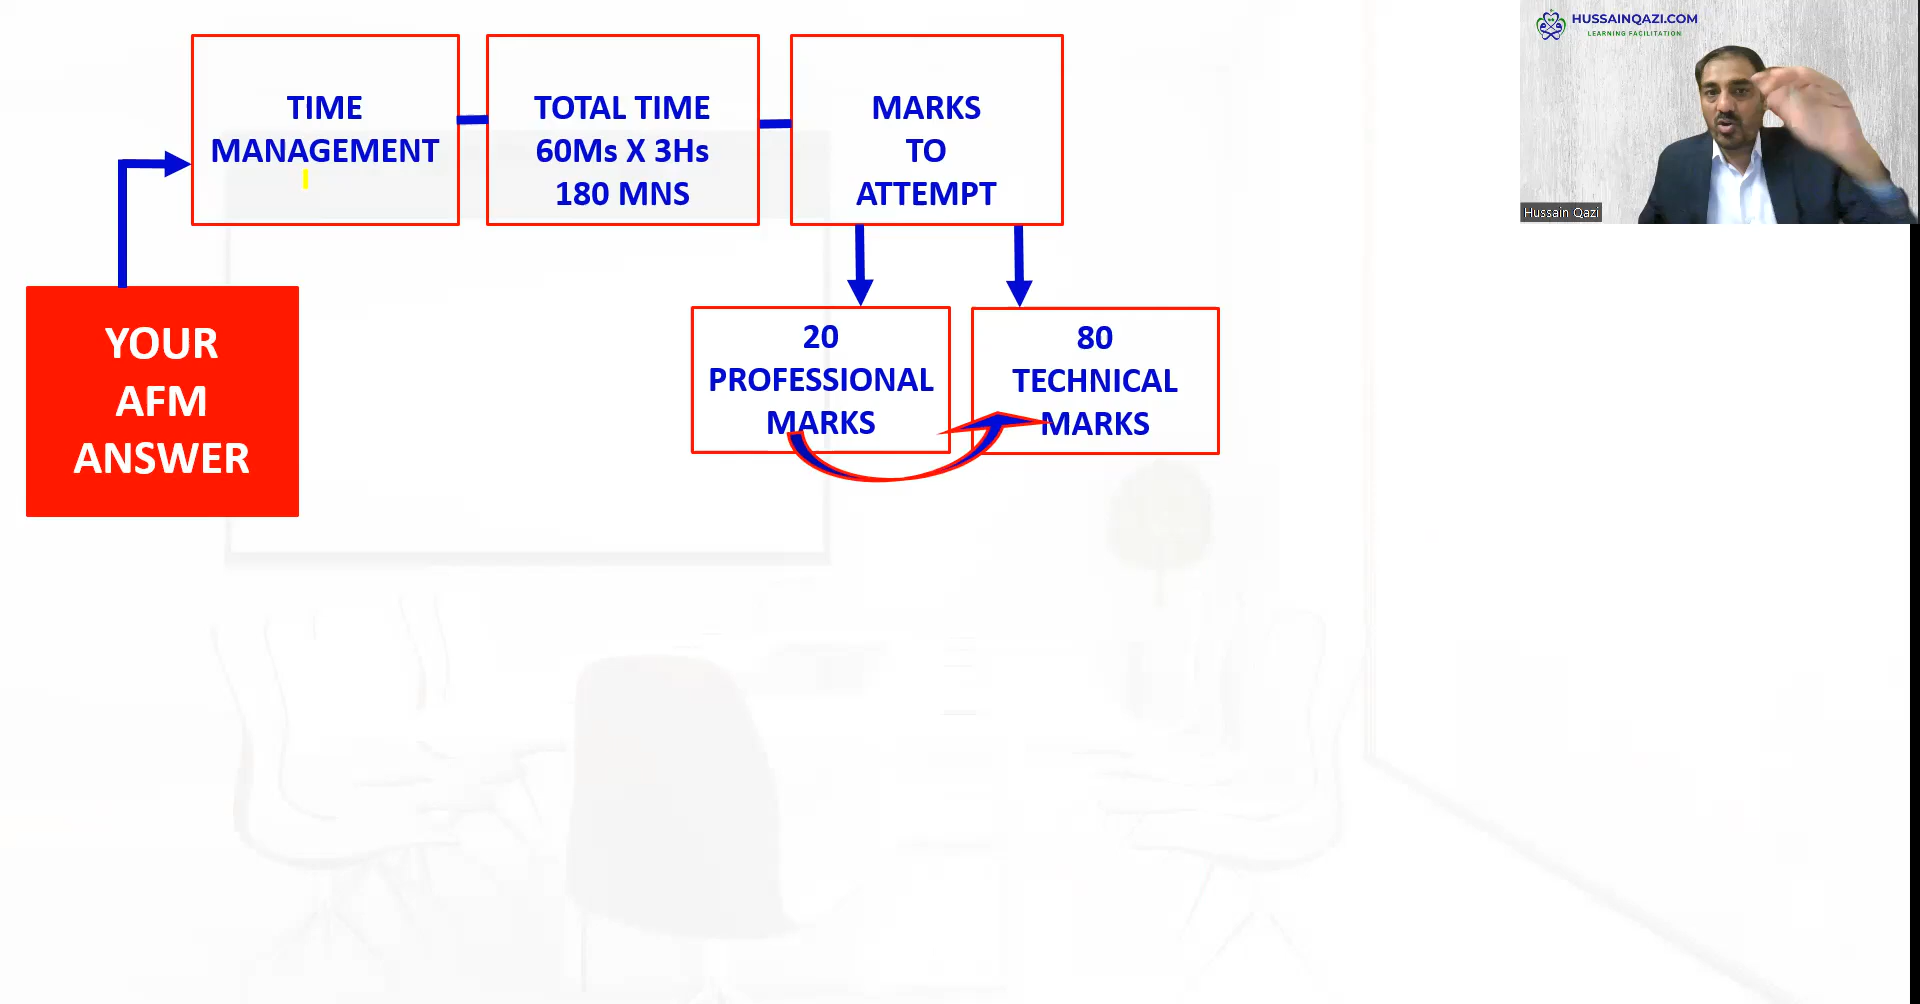 TIME
MANAGEMENT
TOTAL TIME
60Ms X 3Hs
180 MNS
MARKS
TO
ATTEMPT
HUSSAINQAZI.COM
LEARNING FACILITATION
Hussain Qazi
YOUR
AFM
ANSWER
20
PROFESSIONAL
MARKS
80
TECHNICAL
MARKS